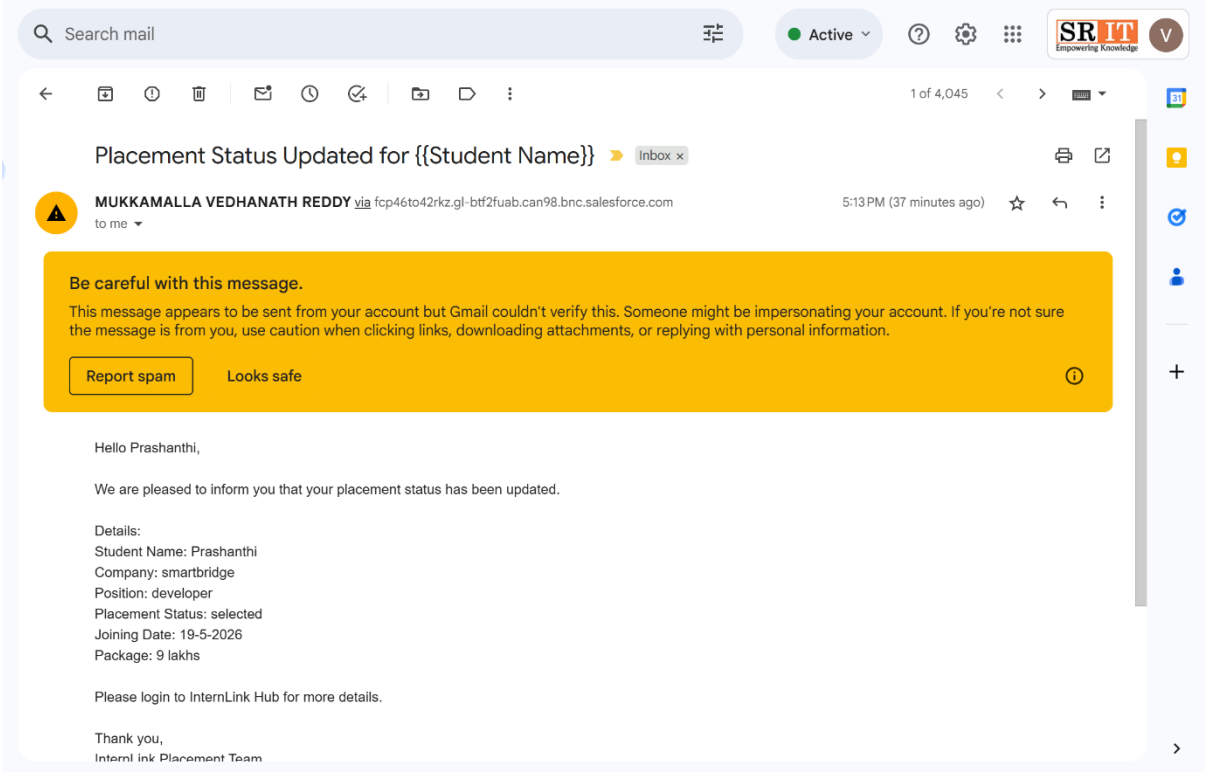 Search mail
Active
SR IT
Empowering Knowledge
V
1 of 4,045
31
Placement Status Updated for {{Student Name}}
Inbox x
MUKKAMALLA VEDHANATH REDDY via fcp46to42rkz.gl-btf2fuab.can98.bnc.salesforce.com
5:13 PM (37 minutes ago)
to me
Be careful with this message.
This message appears to be sent from your account but Gmail couldn't verify this. Someone might be impersonating your account. If you're not sure
the message is from you, use caution when clicking links, downloading attachments, or replying with personal information.
Report spam
Looks safe
Hello Prashanthi,
We are pleased to inform you that your placement status has been updated.
Details:
Student Name: Prashanthi
Company: smartbridge
Position: developer
Placement Status: selected
Joining Date: 19-5-2026
Package: 9 lakhs
Please login to InternLink Hub for more details.
Thank you,
InternLink Placement Team